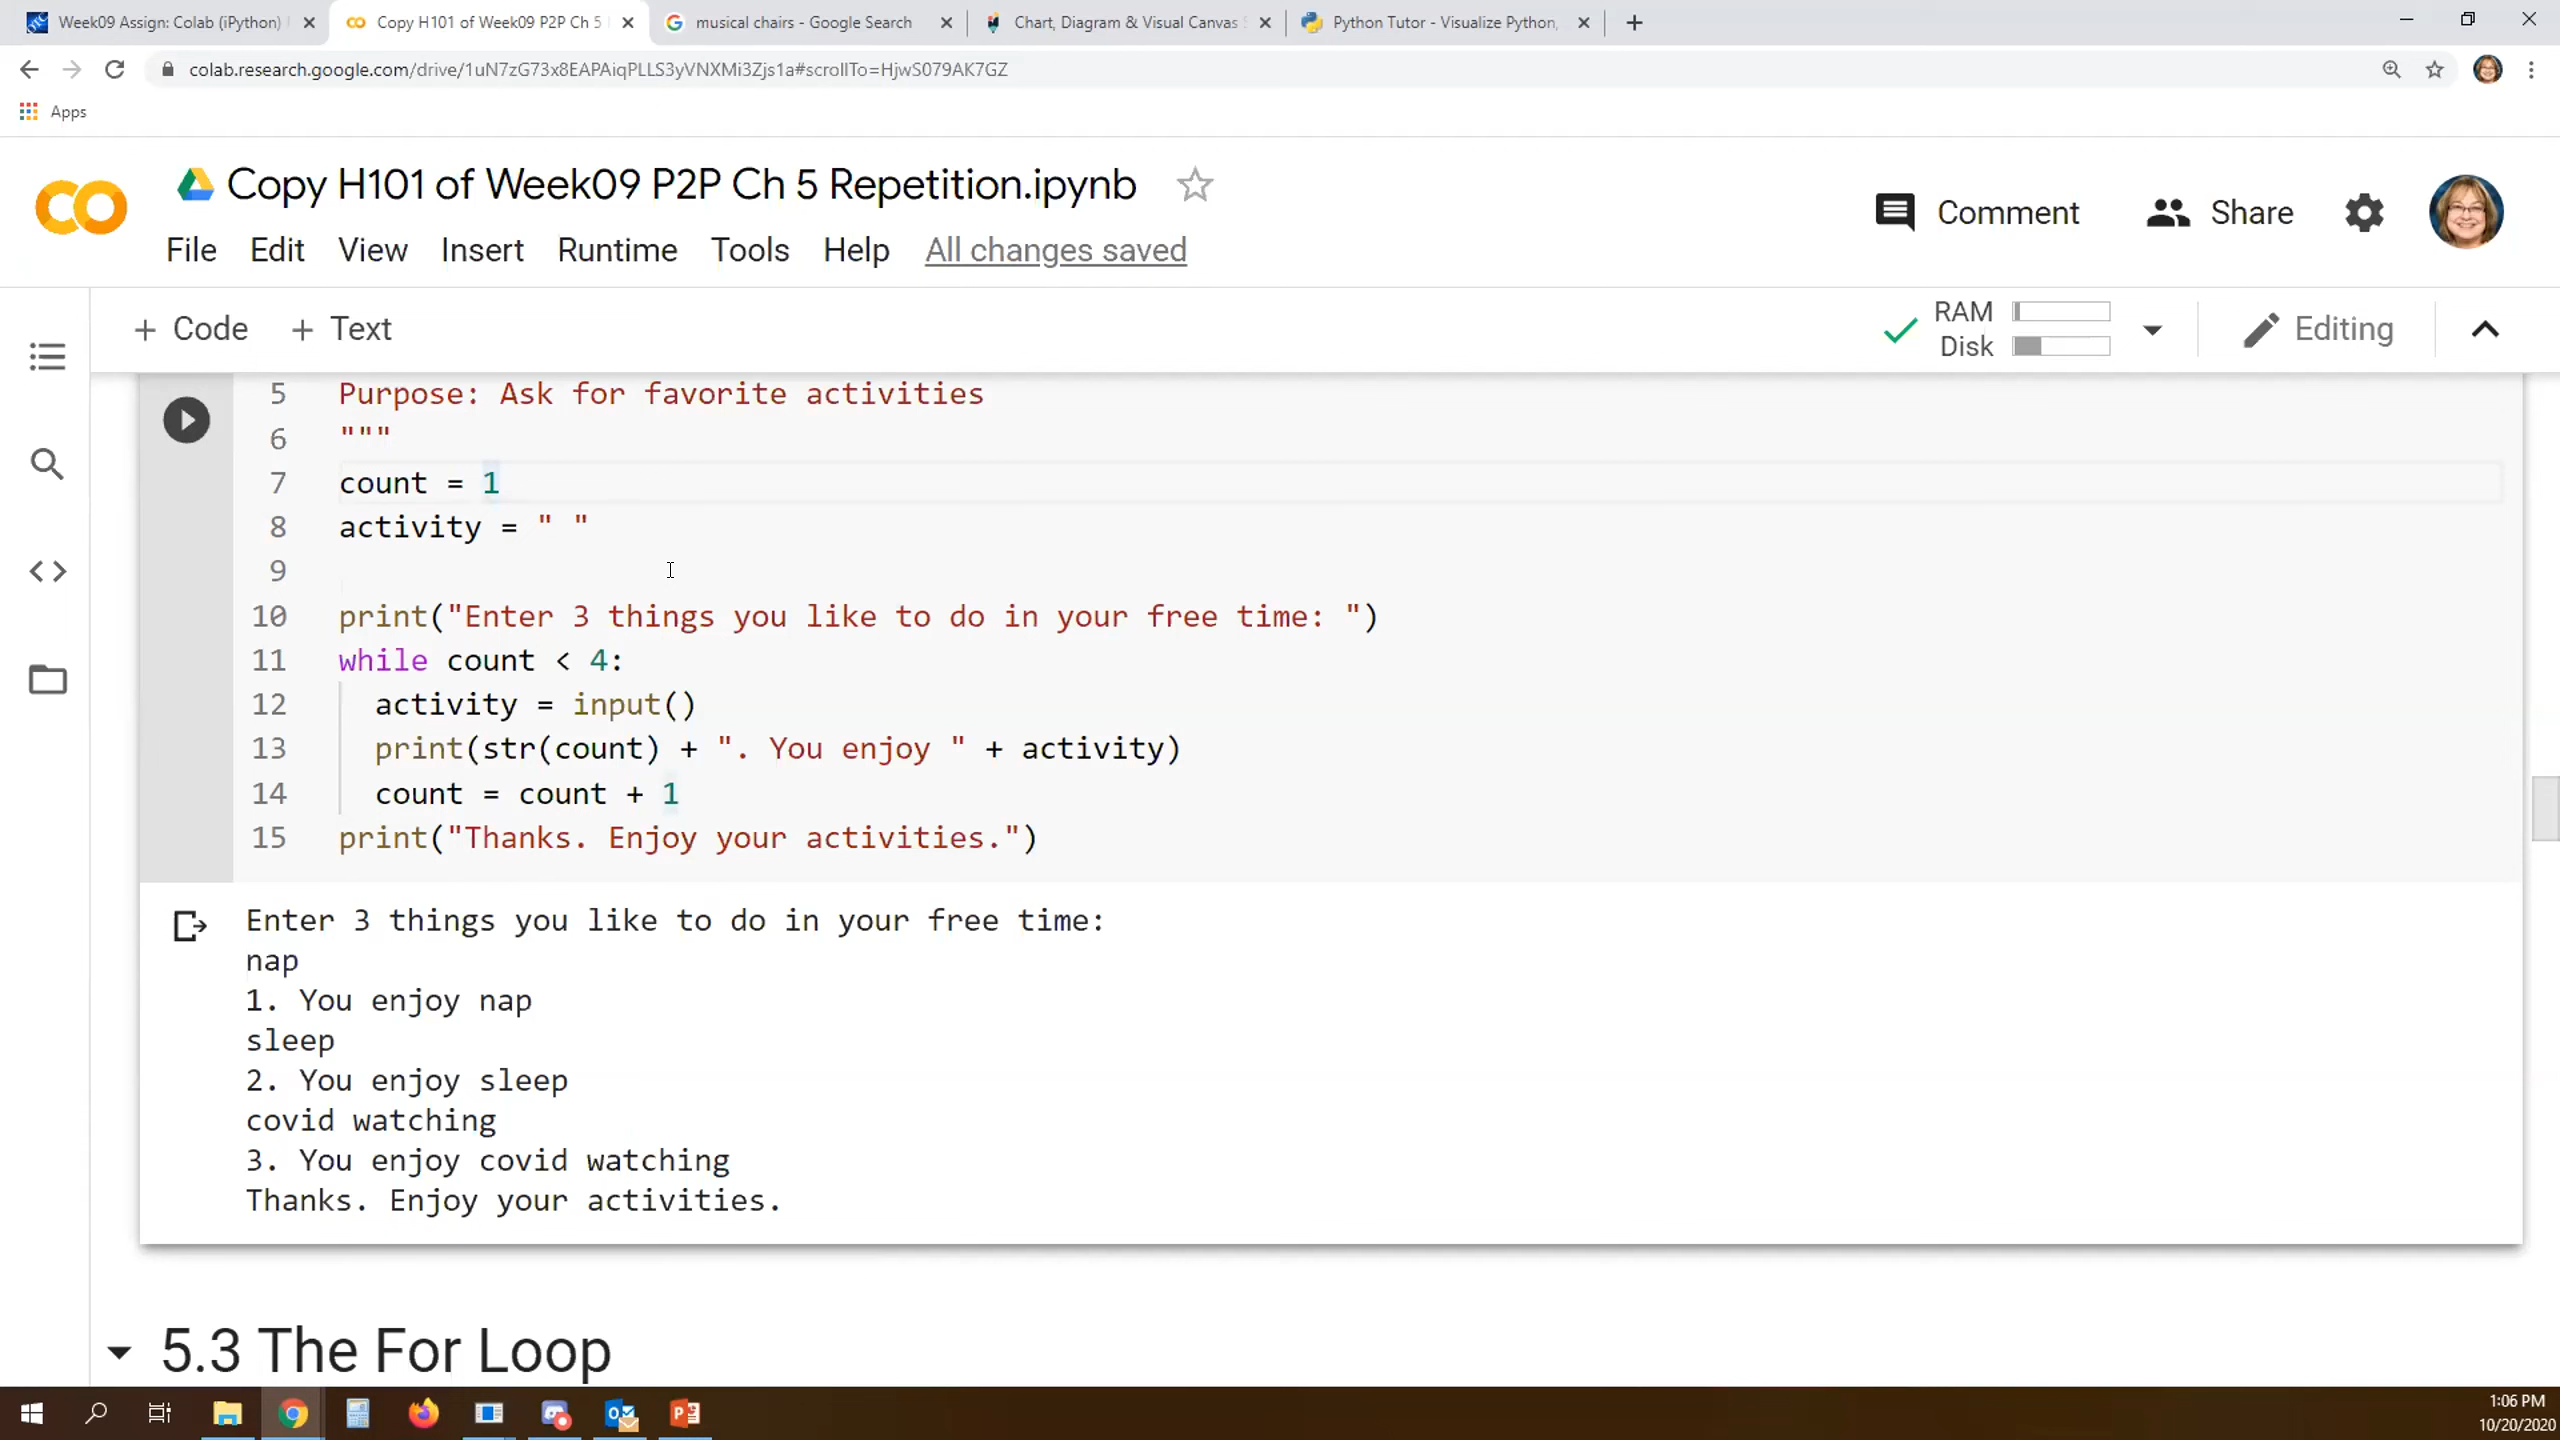 Week09 Assign: Colab (iPython)
Copy H101 of Week09 P2P Ch 5
musical chairs - Google Search
Chart, Diagram & Visual Canvas S
Python Tutor - Visualize Python,
colab.research.google.com/drive/1uN7zG73x8EAPAiqPLLS3yVNXMi3Zjs1a#scrollTo=HjwS079AK7GZ
Apps
Copy H101 of Week09 P2P Ch 5 Repetition.ipynb
Comment
Share
File Edit View Insert Runtime Tools Help All changes saved
+ Code + Text
RAM
Disk
Editing
5 Purpose: Ask for favorite activities
6 """
7 count = 1
8 activity = " "
9
10 print("Enter 3 things you like to do in your free time: ")
11 while count < 4:
12 activity = input()
13 print(str(count) + ". You enjoy " + activity)
14 count = count + 1
15 print("Thanks. Enjoy your activities.")
Enter 3 things you like to do in your free time:
nap
1. You enjoy nap
sleep
2. You enjoy sleep
covid watching
3. You enjoy covid watching
Thanks. Enjoy your activities.
5.3 The For Loop
1:06 PM
10/20/2020